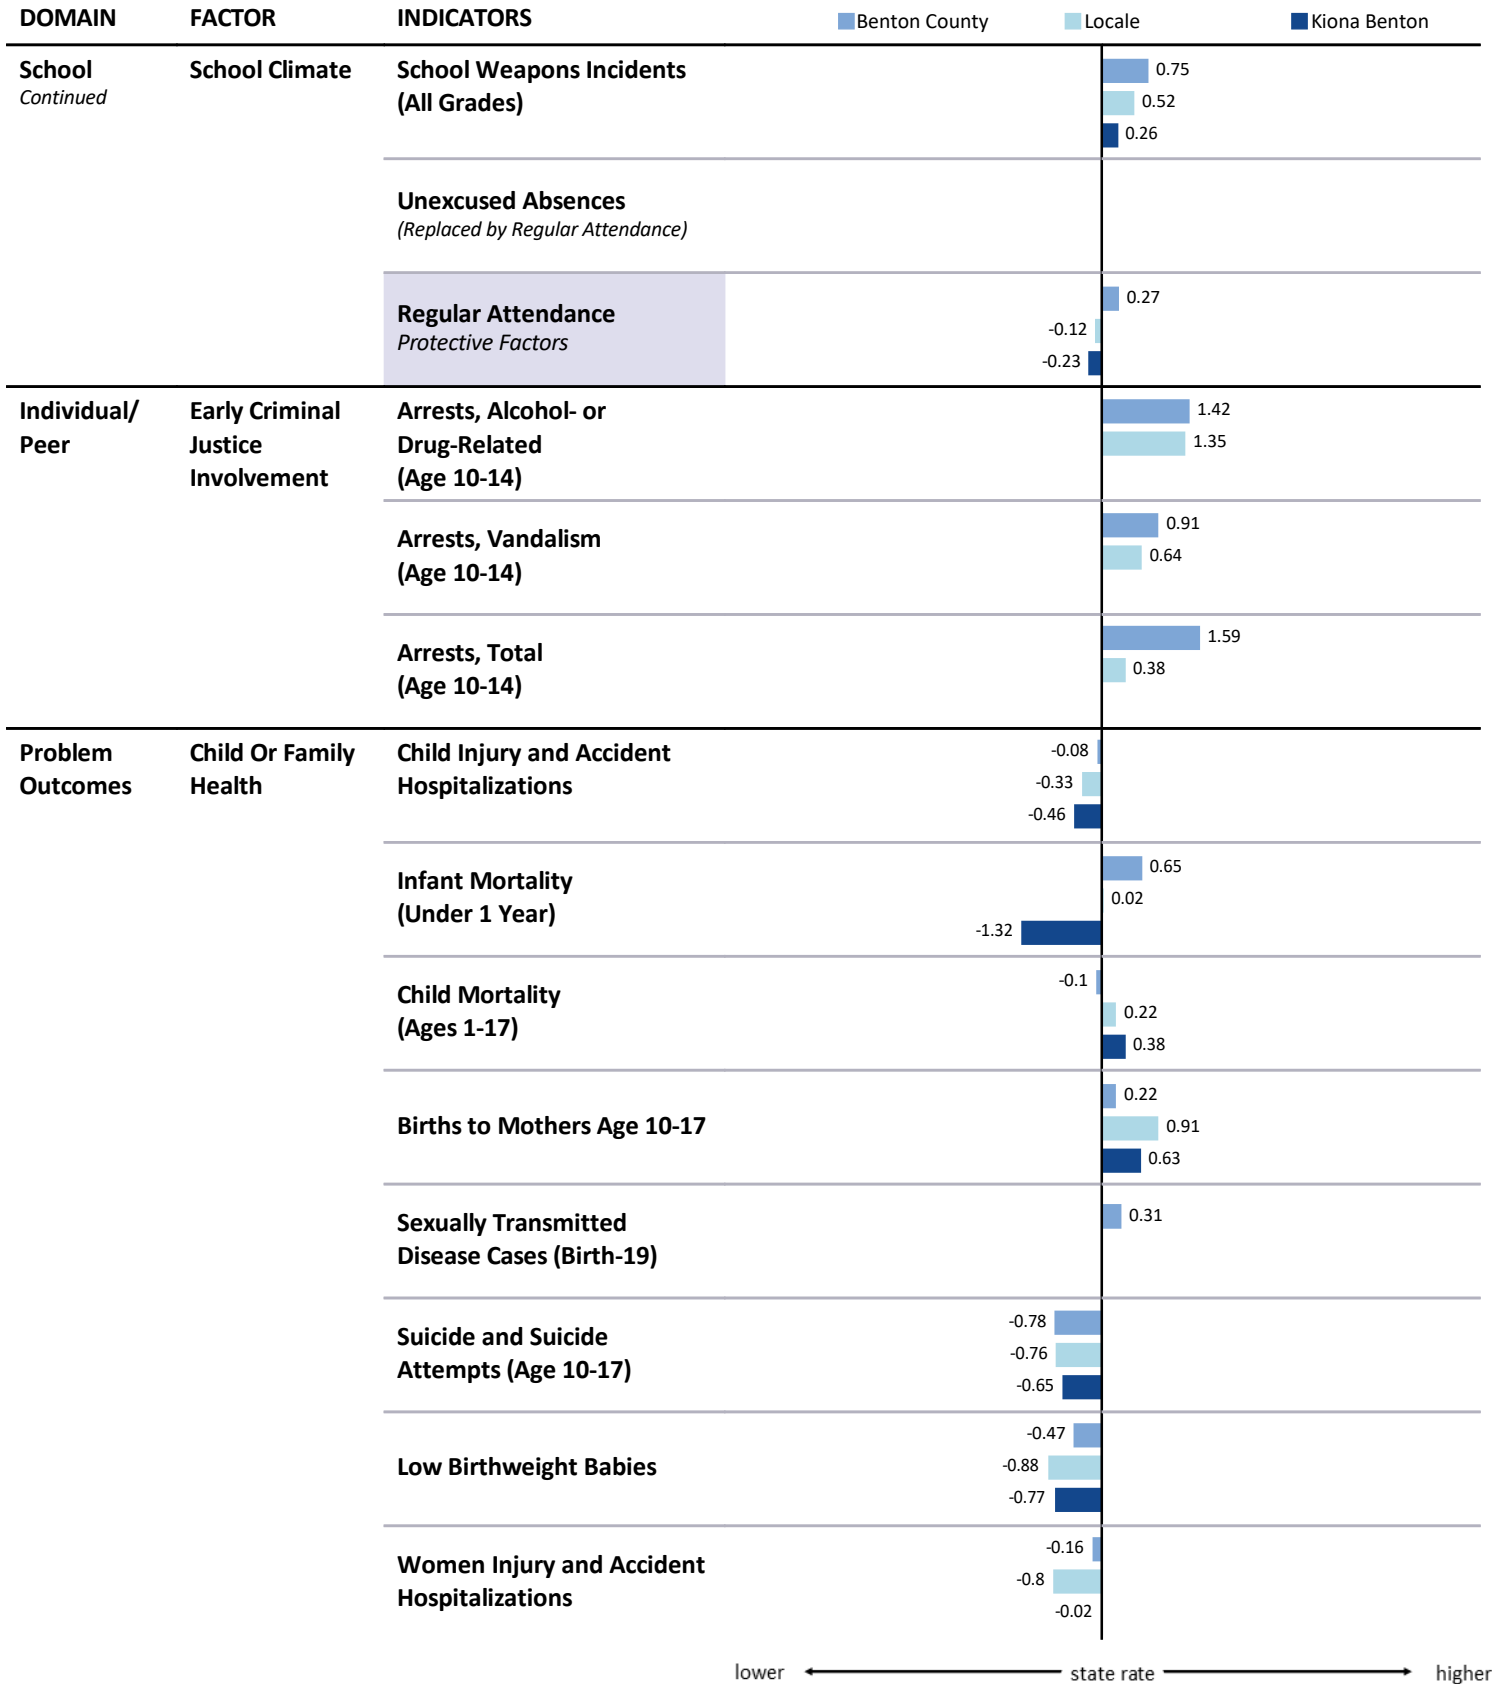 DOMAIN FACTOR INDICATORS Benton County Locale Kiona Benton
School School Climate School Weapons Incidents
Continued (All Grades)
0.75
0.52
0.26
Unexcused Absences
(Replaced by Regular Attendance)
Regular Attendance
Protective Factors
0.27
-0.12
-0.23
Individual/ Early Criminal Arrests, Alcohol- or
Peer Justice Drug-Related
Involvement (Age 10-14)
1.42
1.35
Arrests, Vandalism
(Age 10-14)
0.91
0.64
Arrests, Total
(Age 10-14)
1.59
0.38
Problem Child Or Family Child Injury and Accident
Outcomes Health Hospitalizations
-0.08
-0.33
-0.46
Infant Mortality
(Under 1 Year)
0.65
0.02
-1.32
Child Mortality
(Ages 1-17)
-0.1
0.22
0.38
Births to Mothers Age 10-17
0.22
0.91
0.63
Sexually Transmitted
Disease Cases (Birth-19)
0.31
Suicide and Suicide
Attempts (Age 10-17)
-0.78
-0.76
-0.65
Low Birthweight Babies
-0.47
-0.88
-0.77
Women Injury and Accident
Hospitalizations
-0.16
-0.8
-0.02
lower state rate higher